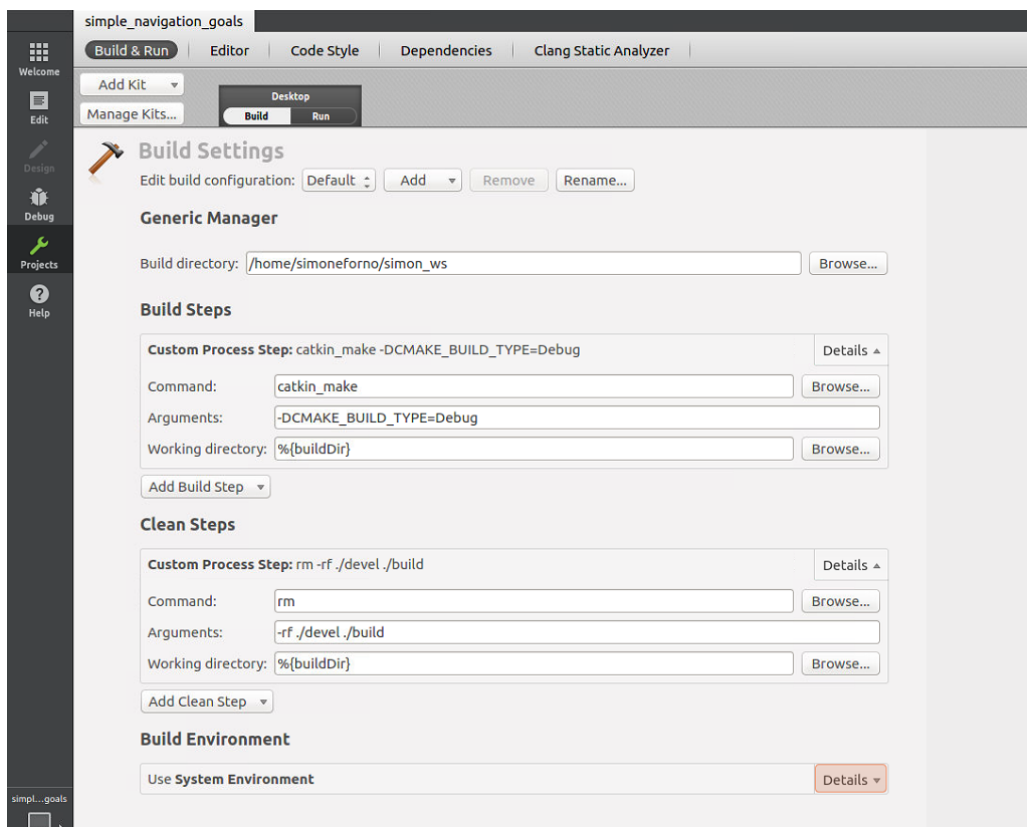 simple_navigation_goals
Build & Run Editor Code Style Dependencies Clang Static Analyzer
Welcome
Edit
Design
Debug
Projects
Help
Add Kit
Manage Kits...
Desktop
Build Run
Build Settings
Edit build configuration: Default Add Remove Rename...
Generic Manager
Build directory: /home/simoneforno/simon_ws Browse...
Build Steps
Custom Process Step: catkin_make -DCMAKE_BUILD_TYPE=Debug Details
Command: catkin_make Browse...
Arguments: -DCMAKE_BUILD_TYPE=Debug
Working directory: %{buildDir} Browse...
Add Build Step
Clean Steps
Custom Process Step: rm -rf ./devel ./build Details
Command: rm Browse...
Arguments: -rf ./devel ./build
Working directory: %{buildDir} Browse...
Add Clean Step
Build Environment
Use System Environment Details
simpl...goals